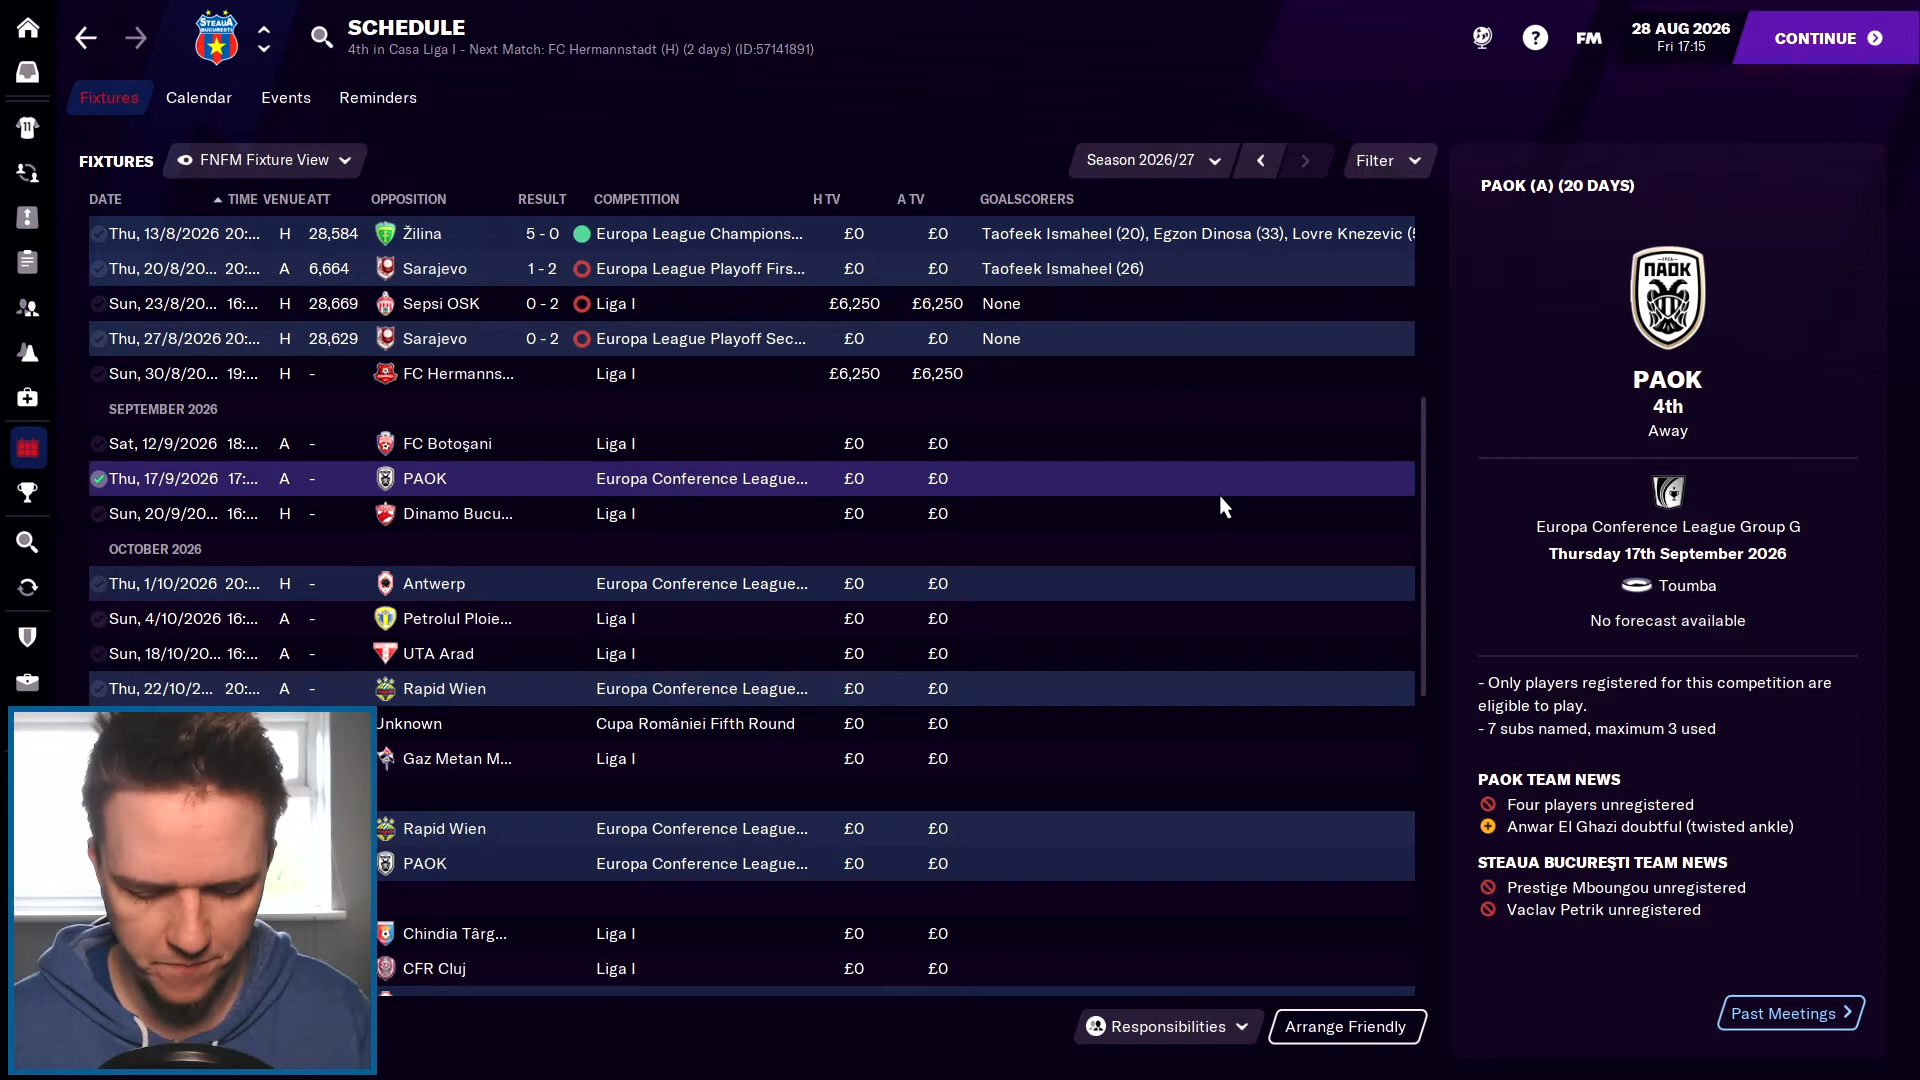 SCHEDULE
4th in Casa Liga I - Next Match: FC Hermannstadt (H) (2 days) (ID:57141891)
FM
28 AUG 2026
Fri 17:15
CONTINUE
Fixtures Calendar Events Reminders
FIXTURES FNFM Fixture View Season 2026/27 Filter
DATE TIME VENUE ATT OPPOSITION RESULT COMPETITION H TV A TV GOALSCORERS
Thu, 13/8/2026 20:... H 28,584 Žilina 5 - 0 Europa League Champions... £0 £0 Taofeek Ismaheel (20), Egzon Dinosa (33), Lovre Knezevic (
Thu, 20/8/20... 20:... A 6,664 Sarajevo 1 - 2 Europa League Playoff Firs... £0 £0 Taofeek Ismaheel (26)
Sun, 23/8/20... 16:... H 28,669 Sepsi OSK 0 - 2 Liga I £6,250 £6,250 None
Thu, 27/8/2026 20:... H 28,629 Sarajevo 0 - 2 Europa League Playoff Sec... £0 £0 None
Sun, 30/8/20... 19:... H - FC Hermanns... Liga I £6,250 £6,250
SEPTEMBER 2026
Sat, 12/9/2026 18:... A - FC Botoşani Liga I £0 £0
Thu, 17/9/2026 17:... A - PAOK Europa Conference League... £0 £0
Sun, 20/9/20... 16:... H - Dinamo Bucu... Liga I £0 £0
OCTOBER 2026
Thu, 1/10/2026 20:... H - Antwerp Europa Conference League... £0 £0
Sun, 4/10/2026 16:... A - Petrolul Ploie... Liga I £0 £0
Sun, 18/10/20... 16:... A - UTA Arad Liga I £0 £0
Thu, 22/10/2... 20:... A - Rapid Wien Europa Conference League... £0 £0
Unknown Cupa României Fifth Round £0 £0
Gaz Metan M... Liga I £0 £0
Rapid Wien Europa Conference League... £0 £0
PAOK Europa Conference League... £0 £0
Chindia Târg... Liga I £0 £0
CFR Cluj Liga I £0 £0
Responsibilities Arrange Friendly
PAOK (A) (20 DAYS)
ΠΑΟΚ
PAOK
4th
Away
Europa Conference League Group G
Thursday 17th September 2026
Toumba
No forecast available
- Only players registered for this competition are
eligible to play.
- 7 subs named, maximum 3 used
PAOK TEAM NEWS
Four players unregistered
Anwar El Ghazi doubtful (twisted ankle)
STEAUA BUCUREŞTI TEAM NEWS
Prestige Mboungou unregistered
Vaclav Petrik unregistered
Past Meetings